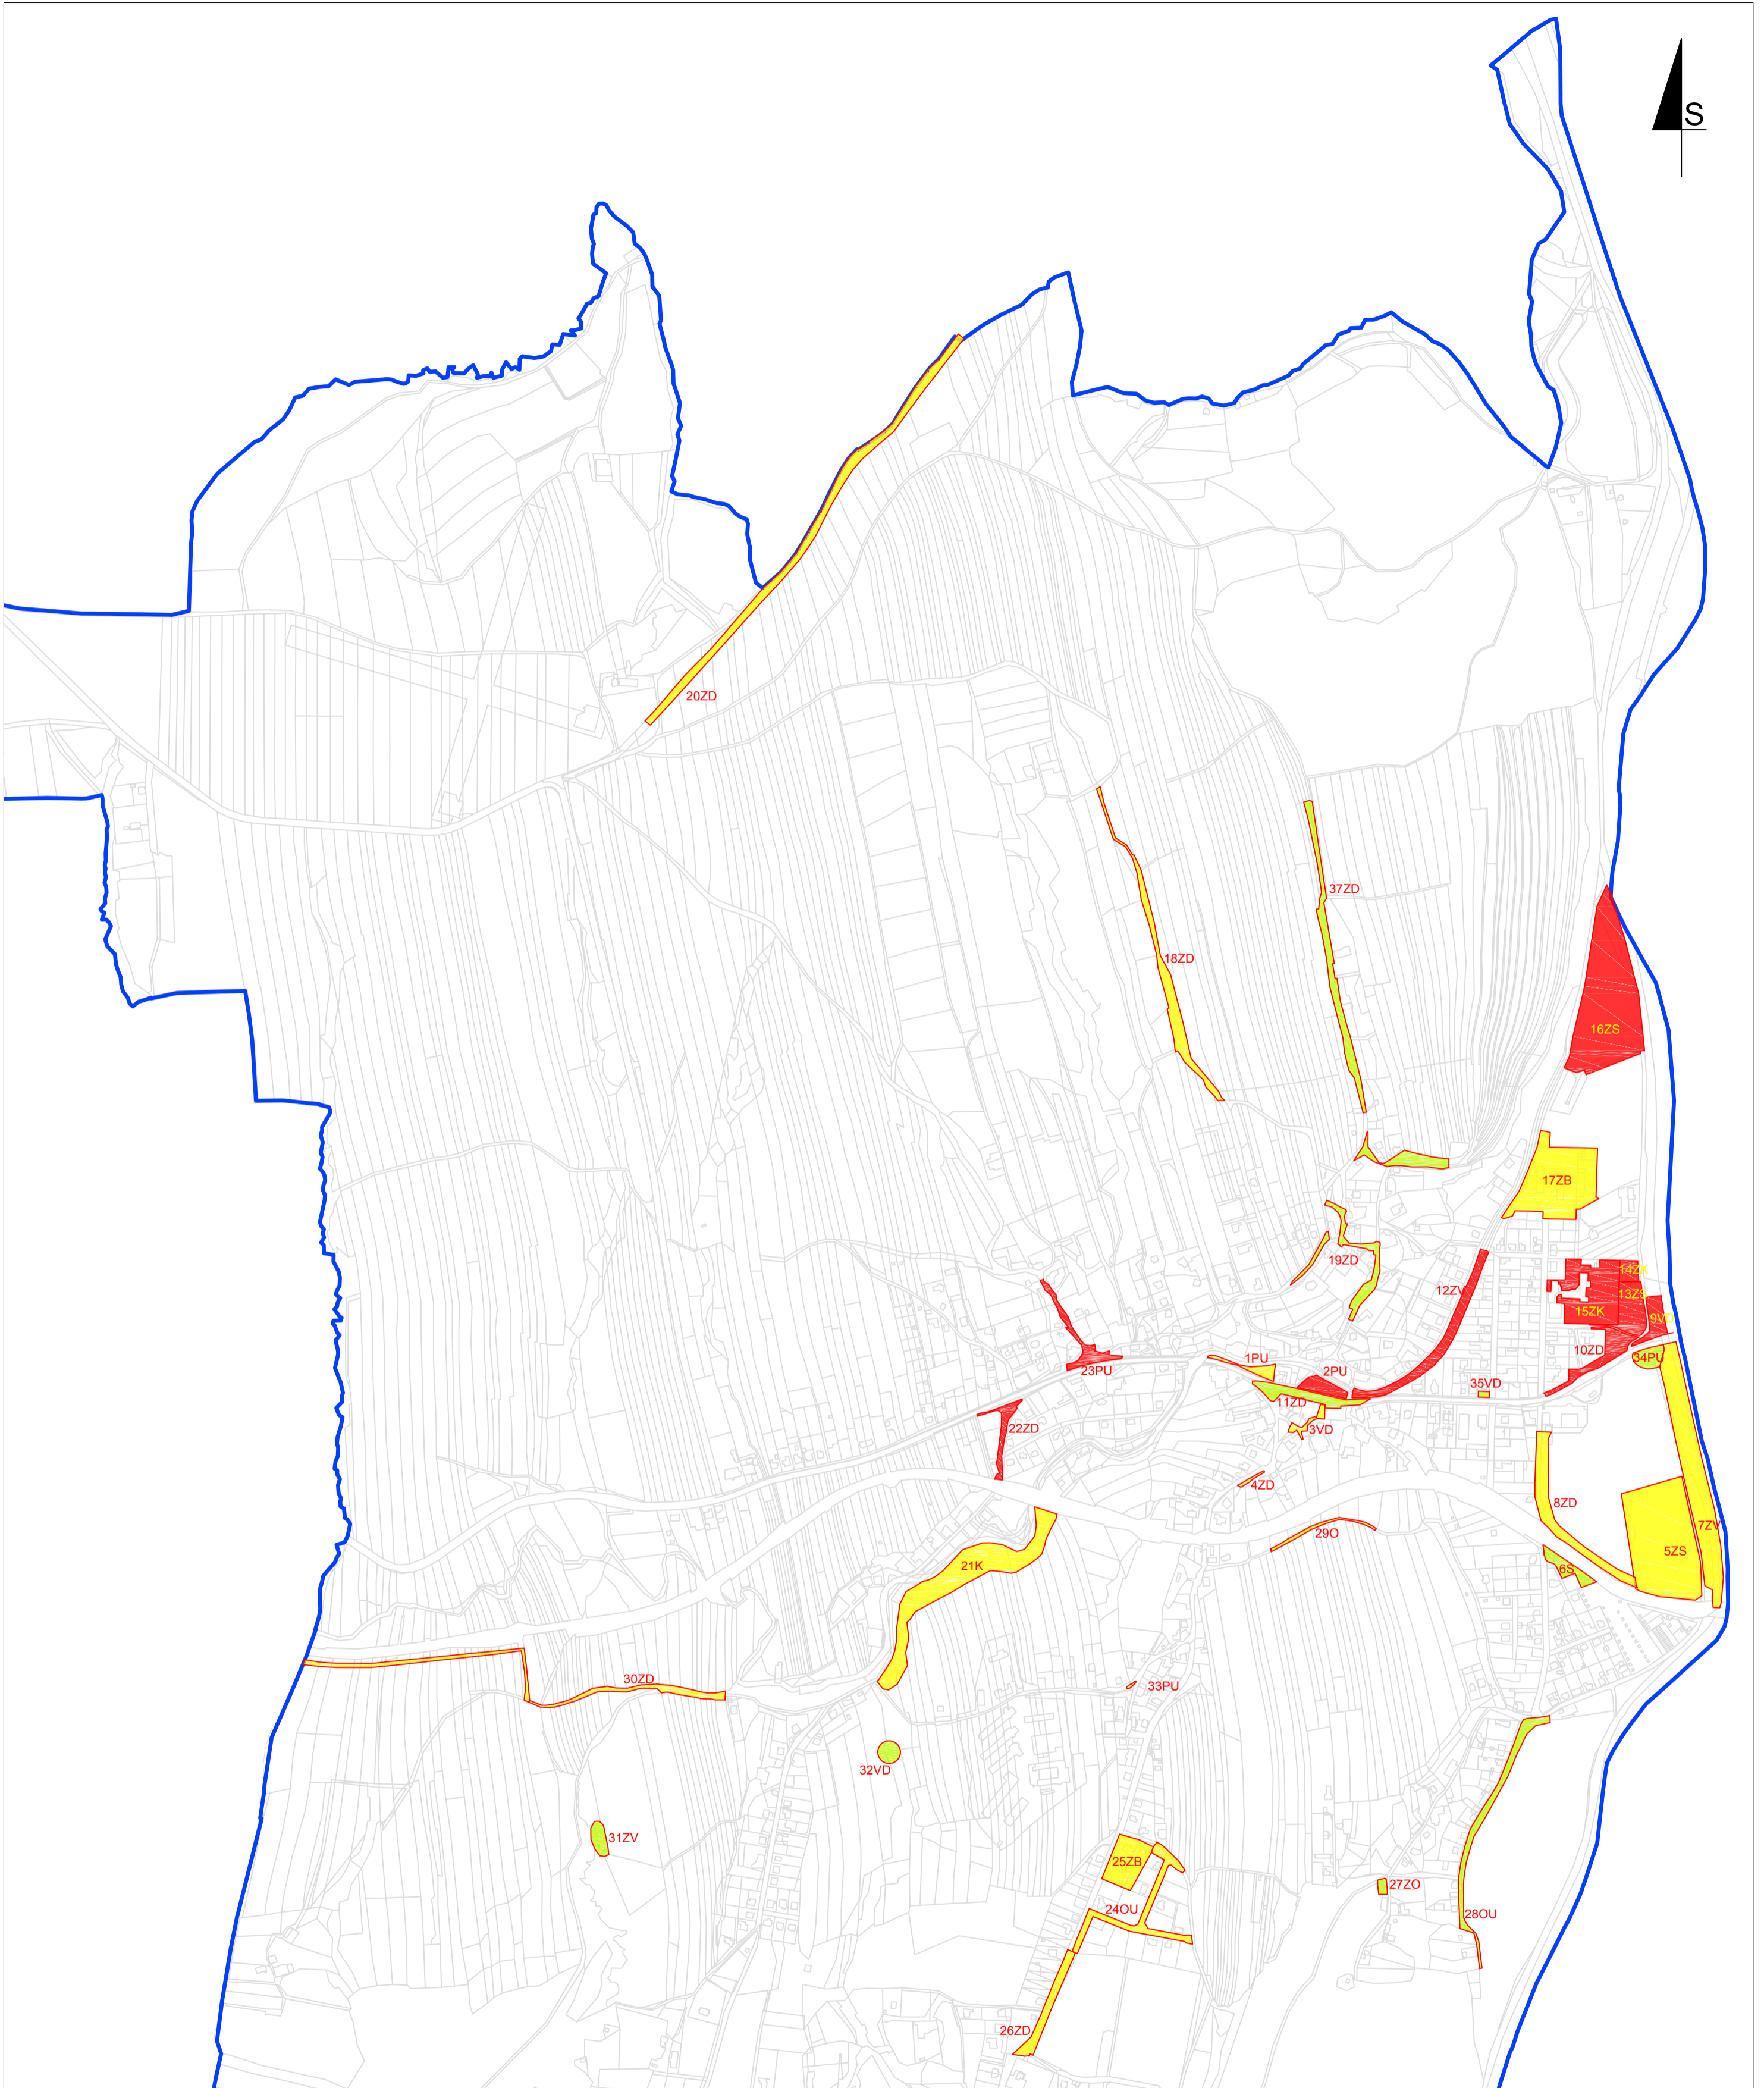 S
20ZD
37ZD
18ZD
16ZS
17ZB
19ZD
14ZK
12ZV
13ZS
15ZK
9VD
10ZD
34PU
1PU
23PU
2PU
35VD
11ZD
22ZD
3VD
4ZD
8ZD
7ZV
29O
5ZS
21K
6S
30ZD
33PU
32VD
31ZV
25ZB
27ZO
24OU
28OU
26ZD